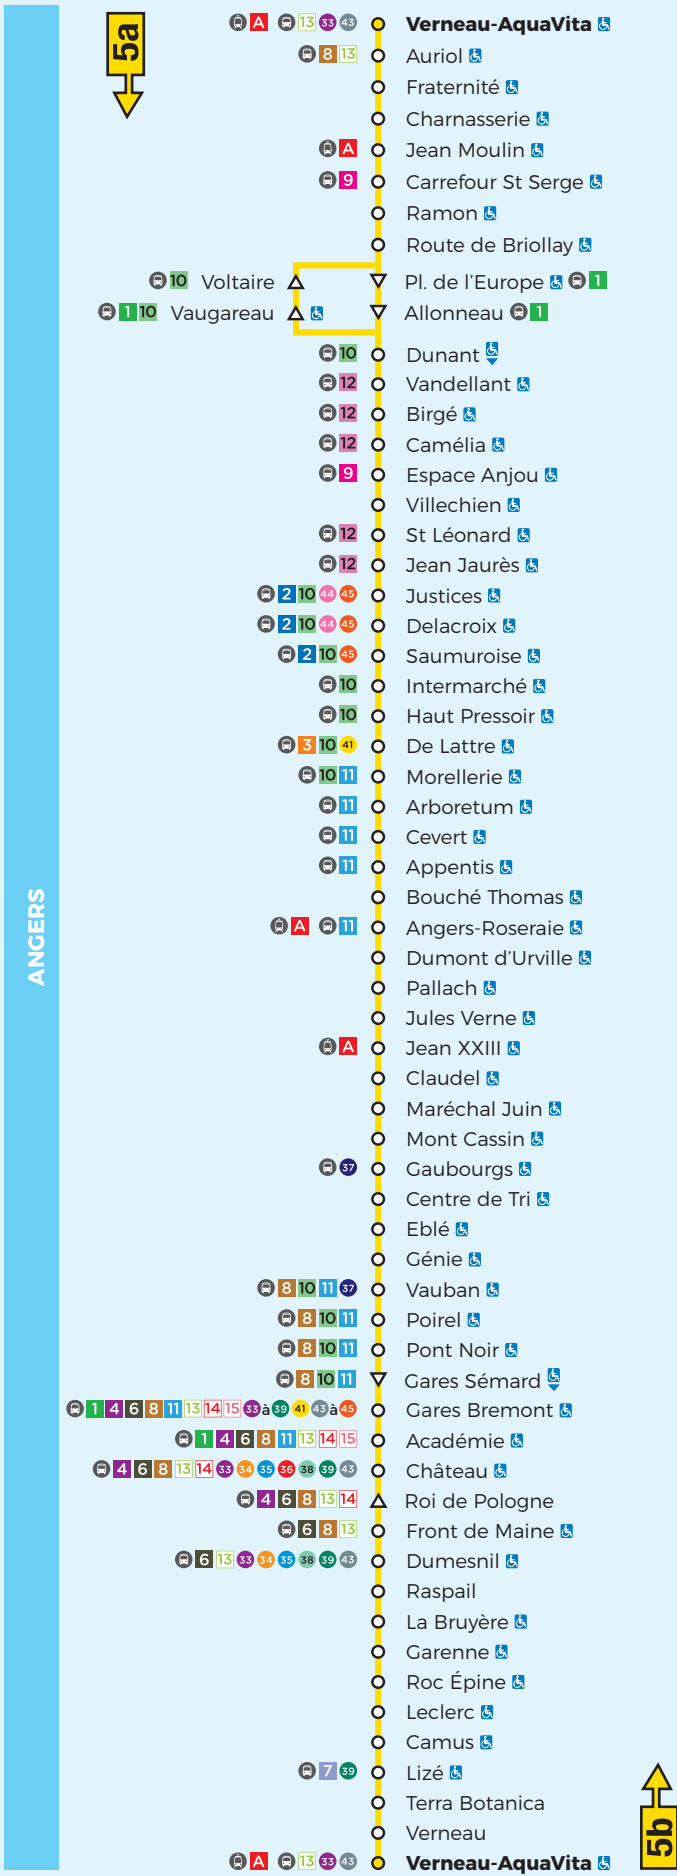 5a
A 13 33 43 Verneau-AquaVita
8 13 Auriol
Fraternité
Charnasserie
A Jean Moulin
9 Carrefour St Serge
Ramon
Route de Briollay
10 Voltaire Pl. de l'Europe 1
1 10 Vaugareau Allonneau 1
10 Dunant
12 Vandellant
12 Birgé
12 Camélia
9 Espace Anjou
Villechien
12 St Léonard
12 Jean Jaurès
2 10 44 45 Justices
2 10 44 45 Delacroix
2 10 45 Saumuroise
10 Intermarché
10 Haut Pressoir
3 10 41 De Lattre
10 11 Morellerie
11 Arboretum
11 Cevert
11 Appentis
Bouché Thomas
ANGERS
A 11 Angers-Roseraie
Dumont d'Urville
Pallach
Jules Verne
A Jean XXIII
Claudel
Maréchal Juin
Mont Cassin
37 Gaubourgs
Centre de Tri
Eblé
Génie
8 10 11 37 Vauban
8 10 11 Poirel
8 10 11 Pont Noir
8 10 11 Gares Sémard
1 4 6 8 11 13 14 15 33 à 39 41 43 à 45 Gares Bremont
1 4 6 8 11 13 14 15 Académie
4 6 8 13 14 33 34 35 36 38 39 43 Château
4 6 8 13 14 Roi de Pologne
6 8 13 Front de Maine
6 13 33 34 35 38 39 43 Dumesnil
Raspail
La Bruyère
Garenne
Roc Épine
Leclerc
Camus
7 39 Lizé
Terra Botanica
Verneau
5b
A 13 33 43 Verneau-AquaVita